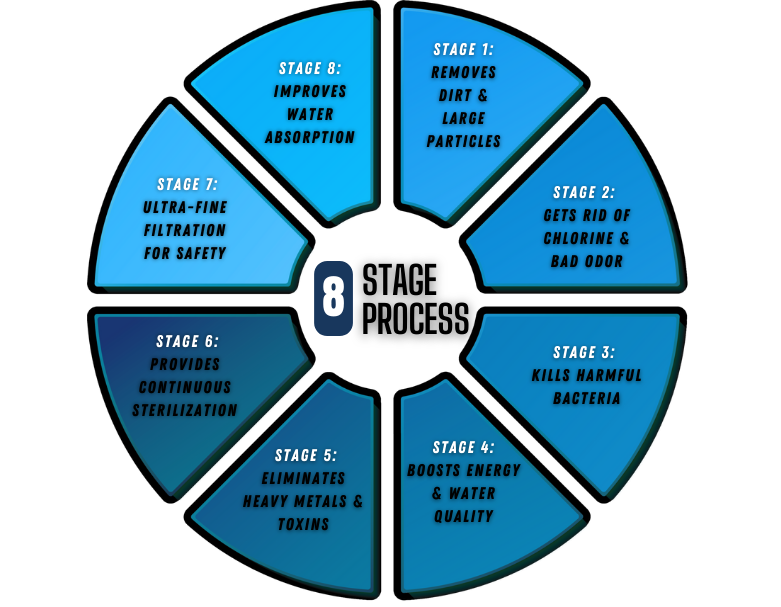 STAGE 1:
REMOVES
DIRT &
LARGE
PARTICLES
STAGE 2:
GETS RID OF
CHLORINE &
BAD ODOR
STAGE 3:
KILLS HARMFUL
BACTERIA
STAGE 4:
BOOSTS ENERGY
& WATER
QUALITY
STAGE 5:
ELIMINATES
HEAVY METALS &
TOXINS
STAGE 6:
PROVIDES
CONTINUOUS
STERILIZATION
STAGE 7:
ULTRA-FINE
FILTRATION
FOR SAFETY
STAGE 8:
IMPROVES
WATER
ABSORPTION
8 STAGE
PROCESS